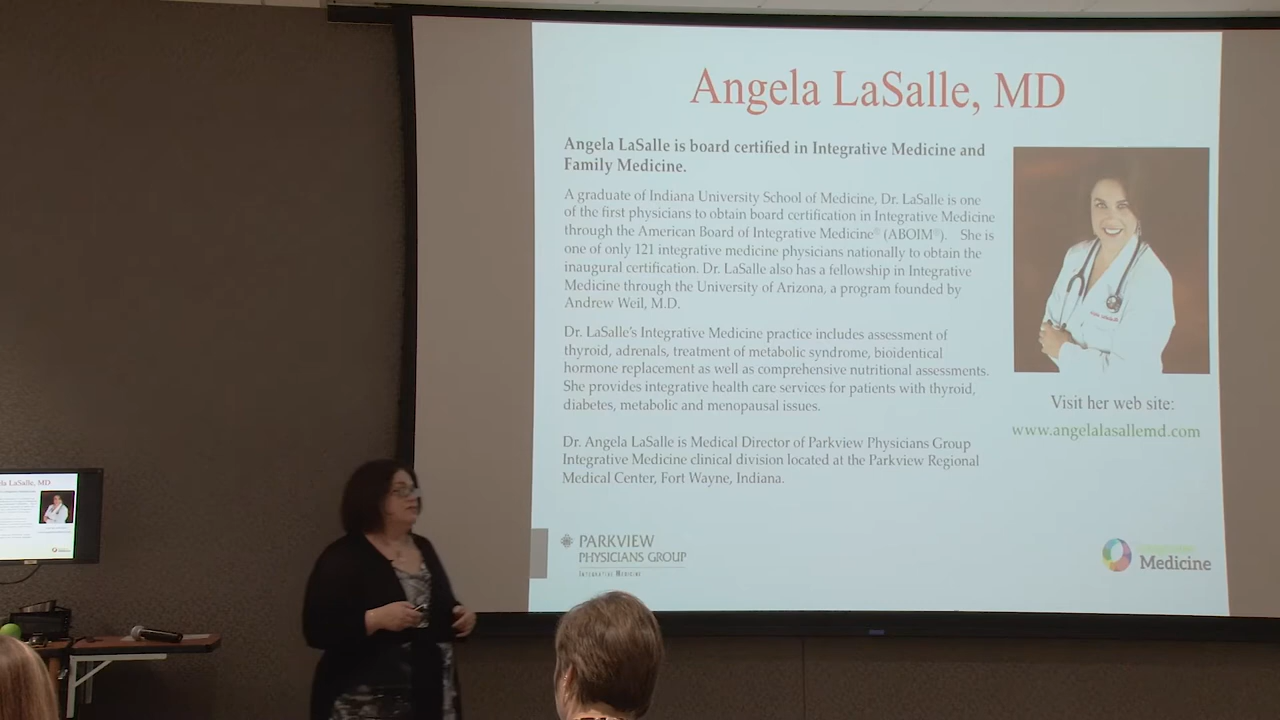 Angela LaSalle, MD
Angela LaSalle is board certified in Integrative Medicine and
Family Medicine.
A graduate of Indiana University School of Medicine, Dr. LaSalle is one
of the first physicians to obtain board certification in Integrative Medicine
through the American Board of Integrative Medicine® (ABOIM®). She is
one of only 121 integrative medicine physicians nationally to obtain the
inaugural certification. Dr. LaSalle also has a fellowship in Integrative
Medicine through the University of Arizona, a program founded by
Andrew Weil, M.D.
Dr. LaSalle's Integrative Medicine practice includes assessment of
thyroid, adrenals, treatment of metabolic syndrome, bioidentical
hormone replacement as well as comprehensive nutritional assessments.
She provides integrative health care services for patients with thyroid,
diabetes, metabolic and menopausal issues.
Dr. Angela LaSalle is Medical Director of Parkview Physicians Group
Integrative Medicine clinical division located at the Parkview Regional
Medical Center, Fort Wayne, Indiana.
Visit her web site:
www.angelalasallemd.com
PARKVIEW
PHYSICIANS GROUP
INTEGRATIVE MEDICINE
Medicine
la LaSalle, MD